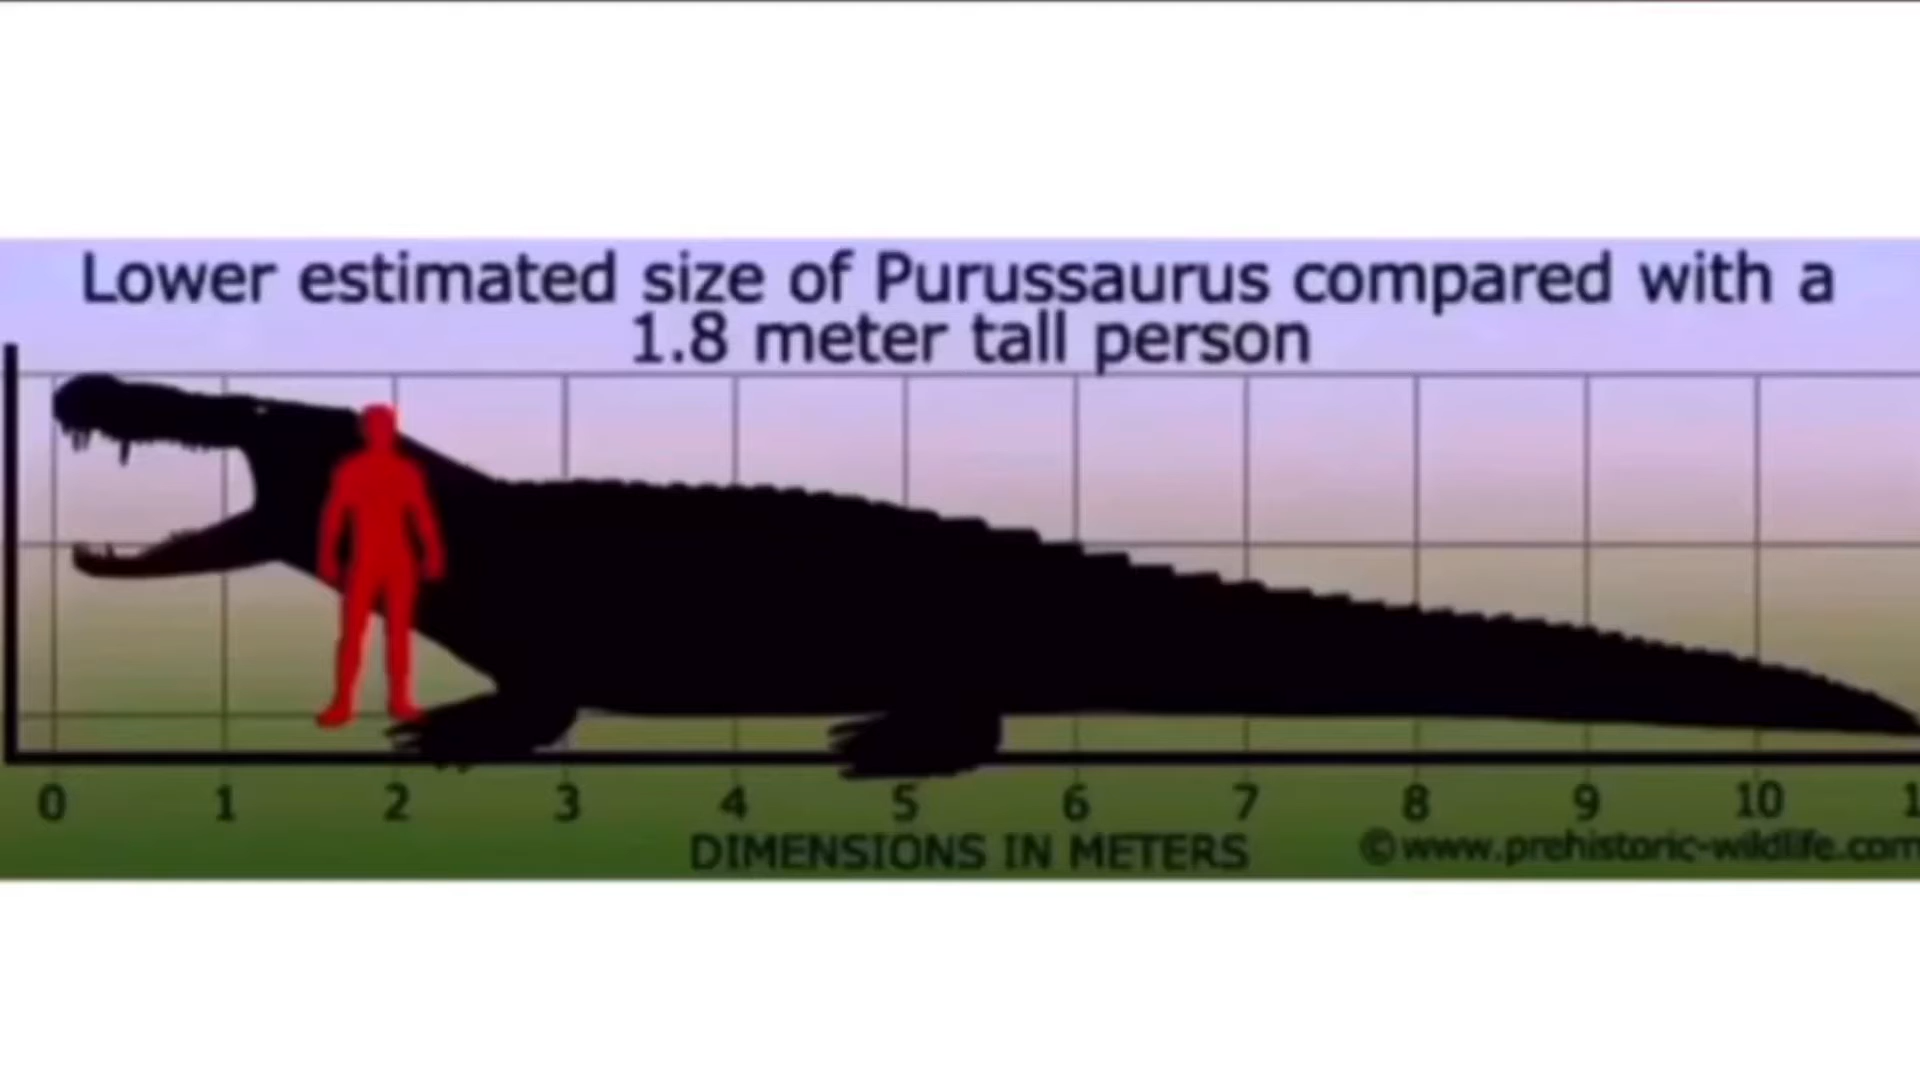 Lower estimated size of Purussaurus compared with a
1.8 meter tall person
0 1 2 3 4 5 6 7 8 9 10 1
DIMENSIONS IN METERS
©www.prehistoric-wildlife.com